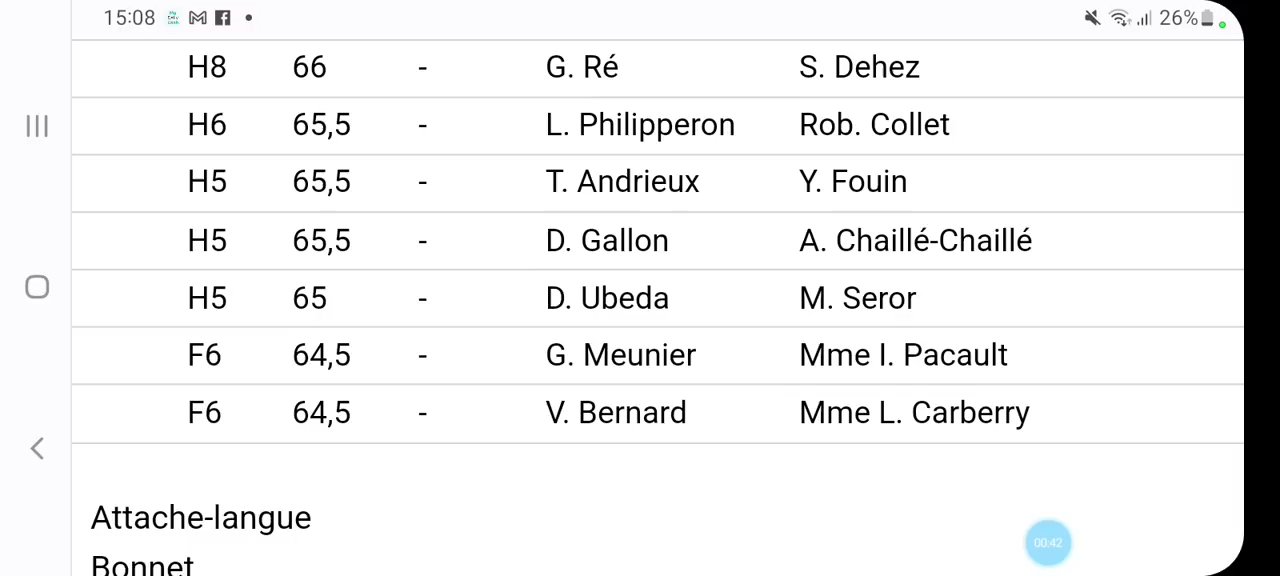 15:08 26%
H8 66 - G. Ré S. Dehez
H6 65,5 - L. Philipperon Rob. Collet
H5 65,5 - T. Andrieux Y. Fouin
H5 65,5 - D. Gallon A. Chaillé-Chaillé
H5 65 - D. Ubeda M. Seror
F6 64,5 - G. Meunier Mme I. Pacault
F6 64,5 - V. Bernard Mme L. Carberry
Attache-langue
00:42
Bonnet